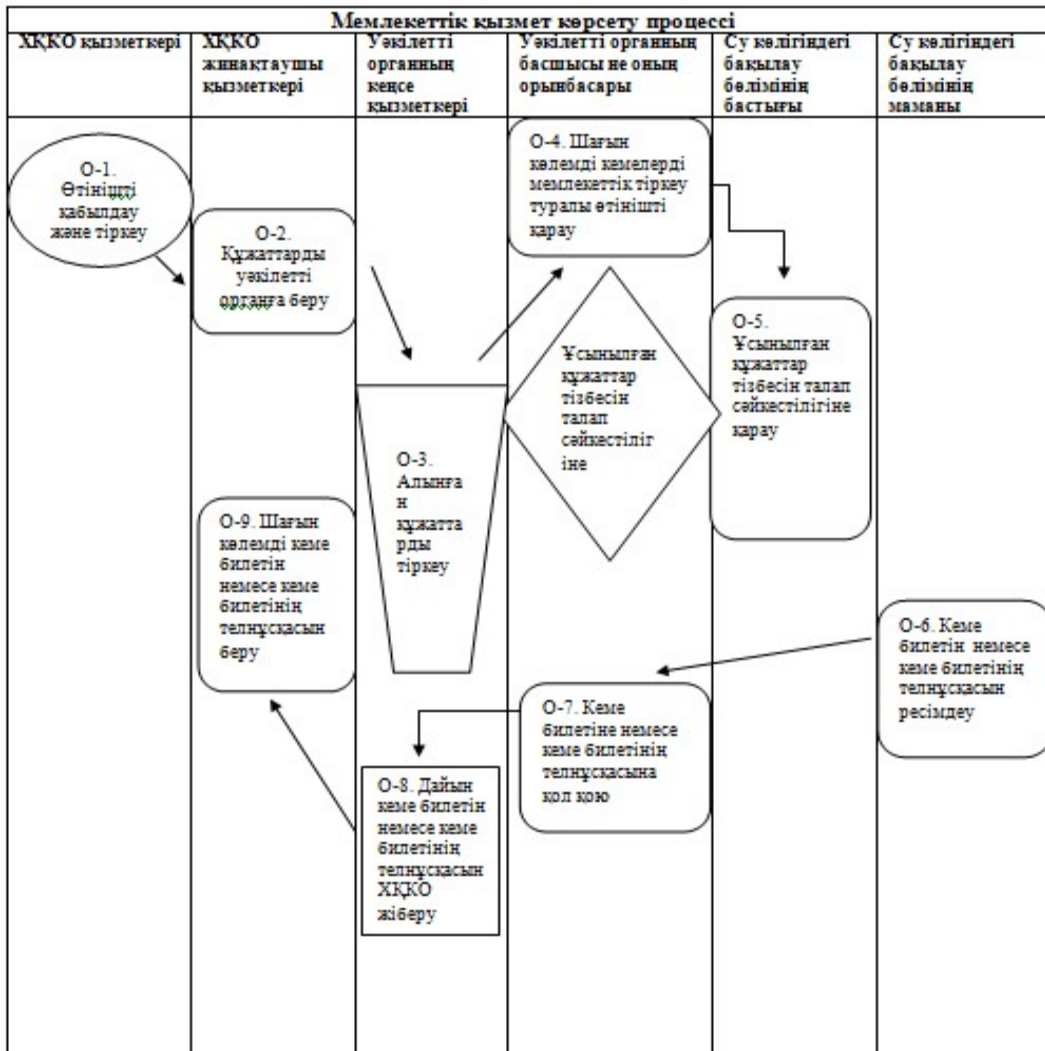 Мемлекеттік қызмет көрсету процессі
ХҚКО қызметкері
ХҚКО
жинақтаушы
қызметкері
Уәкілетті
органның
кеңсе
қызметкері
Уәкілетті органның
басшысы не оның
орынбасары
Су көлігіндегі
бақылау
бөлімінің
бастығы
Су көлігіндегі
бақылау
бөлімінің
маманы
О-1.
Өтінішті
қабылдау
және тіркеу
О-2.
Құжаттарды
уәкілетті
органға беру
О-3.
Алынға
н
құжатта
рды
тіркеу
О-4. Шағын
көлемді кемелерді
мемлекеттік тіркеу
туралы өтінішті
қарау
Ұсынылған
құжаттар
тізбесін
талап
сәйкестіліг
іне
О-5.
Ұсынылған
құжаттар
тізбесін талап
сәйкестілігіне
қарау
О-6. Кеме
билетін немесе
кеме билетінің
телнұсқасын
ресімдеу
О-7. Кеме
билетіне немесе
кеме билетінің
телнұсқасына
қол қою
О-8. Дайын
кеме билетін
немесе кеме
билетінің
телнұсқасын
ХҚКО
жіберу
О-9. Шағын
көлемді кеме
билетін
немесе кеме
билетінің
телнұсқасын
беру